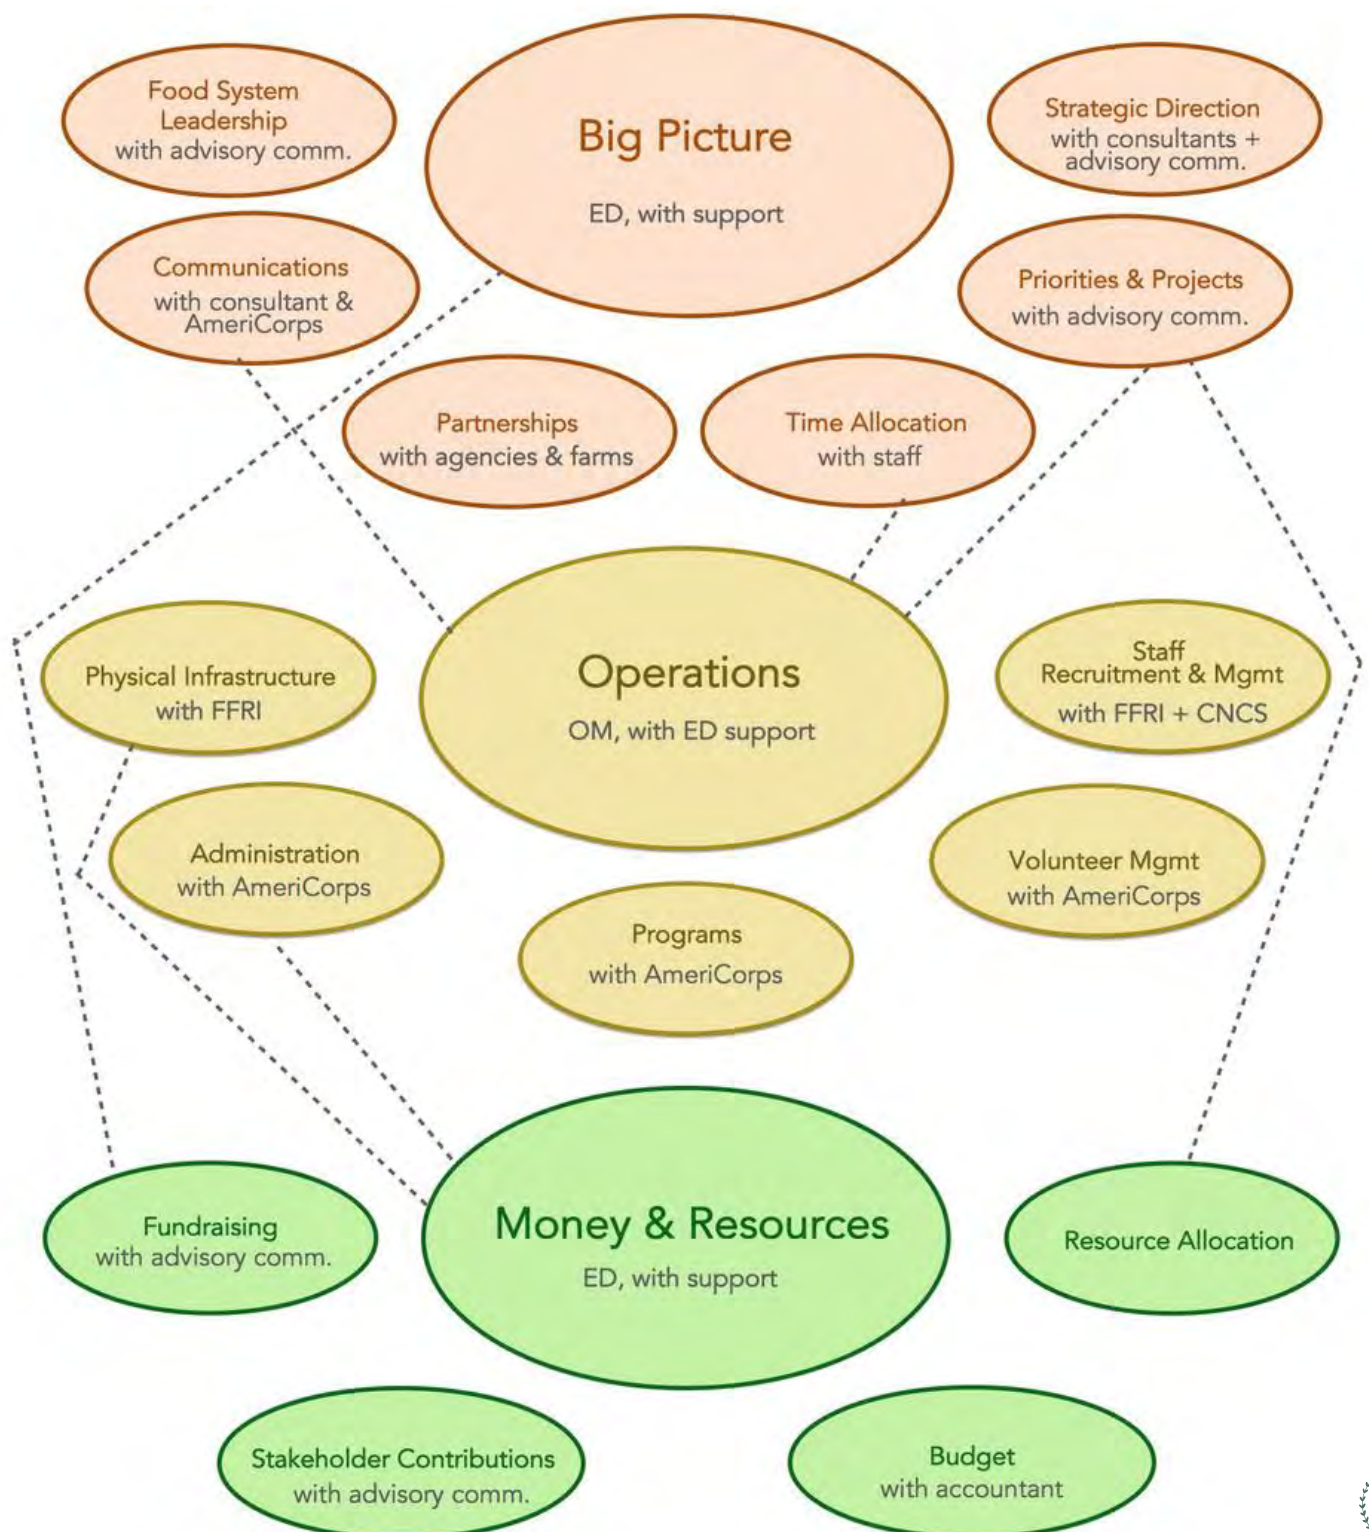 Food System
Leadership
with advisory comm.
Big Picture
ED, with support
Strategic Direction
with consultants +
advisory comm.
Communications
with consultant &
AmeriCorps
Priorities & Projects
with advisory comm.
Partnerships
with agencies & farms
Time Allocation
with staff
Physical Infrastructure
with FFRI
Operations
OM, with ED support
Staff
Recruitment & Mgmt
with FFRI + CNCS
Administration
with AmeriCorps
Volunteer Mgmt
with AmeriCorps
Programs
with AmeriCorps
Fundraising
with advisory comm.
Money & Resources
ED, with support
Resource Allocation
Stakeholder Contributions
with advisory comm.
Budget
with accountant